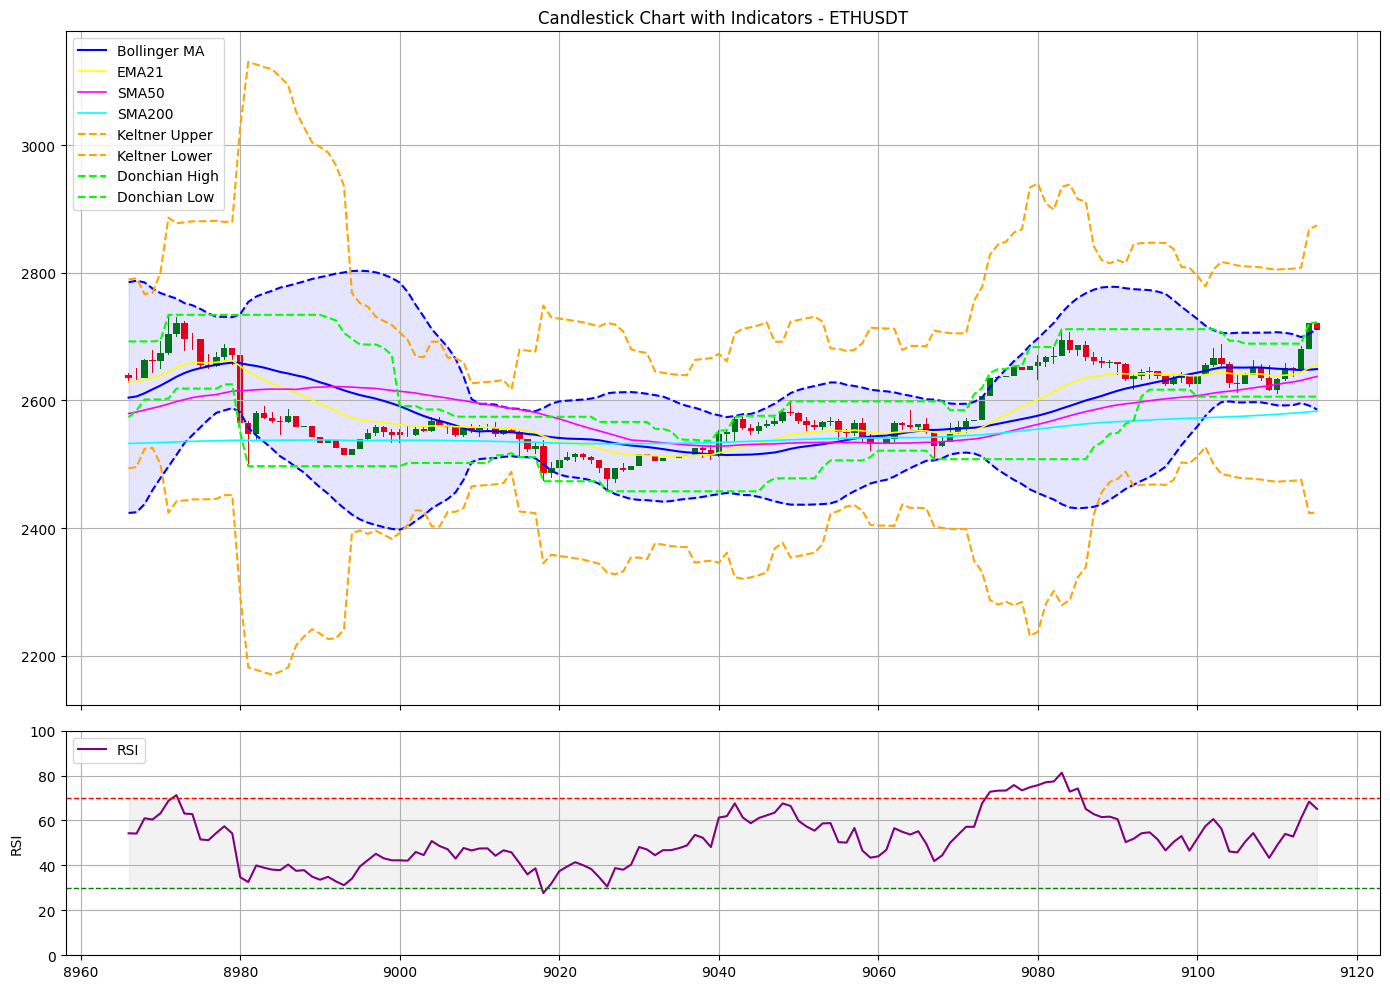 Candlestick Chart with Indicators - ETHUSDT
Bollinger MA
EMA21
SMA50
SMA200
Keltner Upper
Keltner Lower
Donchian High
Donchian Low
3000
2800
2600
2400
2200
100
80
60
40
20
0
RSI
RSI
8960 8980 9000 9020 9040 9060 9080 9100 9120